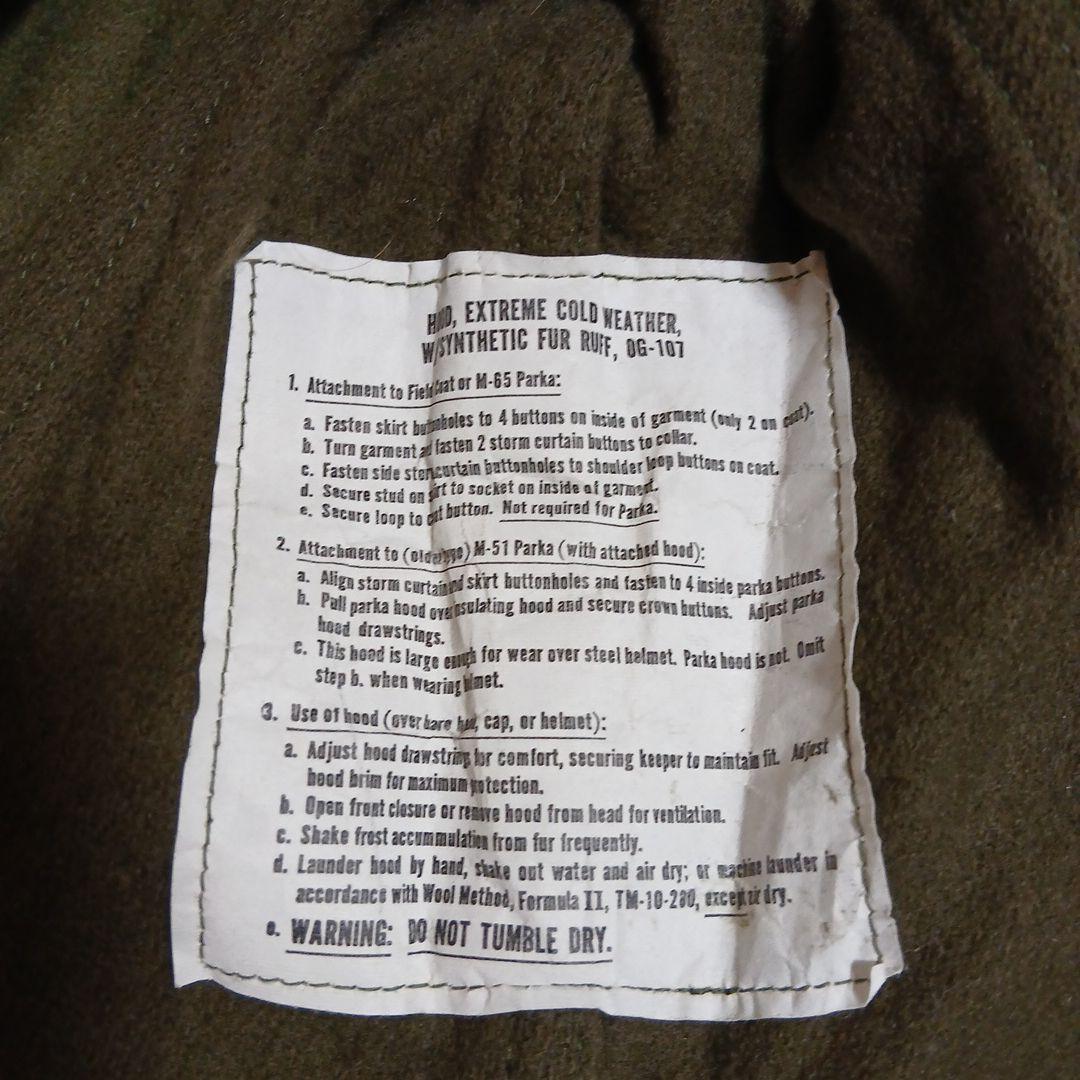 HOOD, EXTREME COLD WEATHER,
W/SYNTHETIC FUR RUFF, OG-107
1. Attachment to Field Coat or M-65 Parka:
a. Fasten skirt buttonholes to 4 buttons on inside of garment (only 2 on coat).
b. Turn garment and fasten 2 storm curtain buttons to collar.
c. Fasten side storm curtain buttonholes to shoulder loop buttons on coat.
d. Secure stud on skirt to socket on inside of garment.
e. Secure loop to coat button. Not required for Parka.
2. Attachment to (older type) M-51 Parka (with attached hood):
a. Align storm curtain and skirt buttonholes and fasten to 4 inside parka buttons.
b. Pull parka hood over insulating hood and secure crown buttons. Adjust parka
hood drawstrings.
c. This hood is large enough for wear over steel helmet. Parka hood is not. Omit
step b. when wearing helmet.
3. Use of hood (over bare head, cap, or helmet):
a. Adjust hood drawstring for comfort, securing keeper to maintain fit. Adjust
hood brim for maximum protection.
b. Open front closure or remove hood from head for ventilation.
c. Shake frost accummulation from fur frequently.
d. Launder hood by hand, shake out water and air dry; or machine launder in
accordance with Wool Method, Formula II, TM-10-280, except air dry.
e. WARNING: DO NOT TUMBLE DRY.